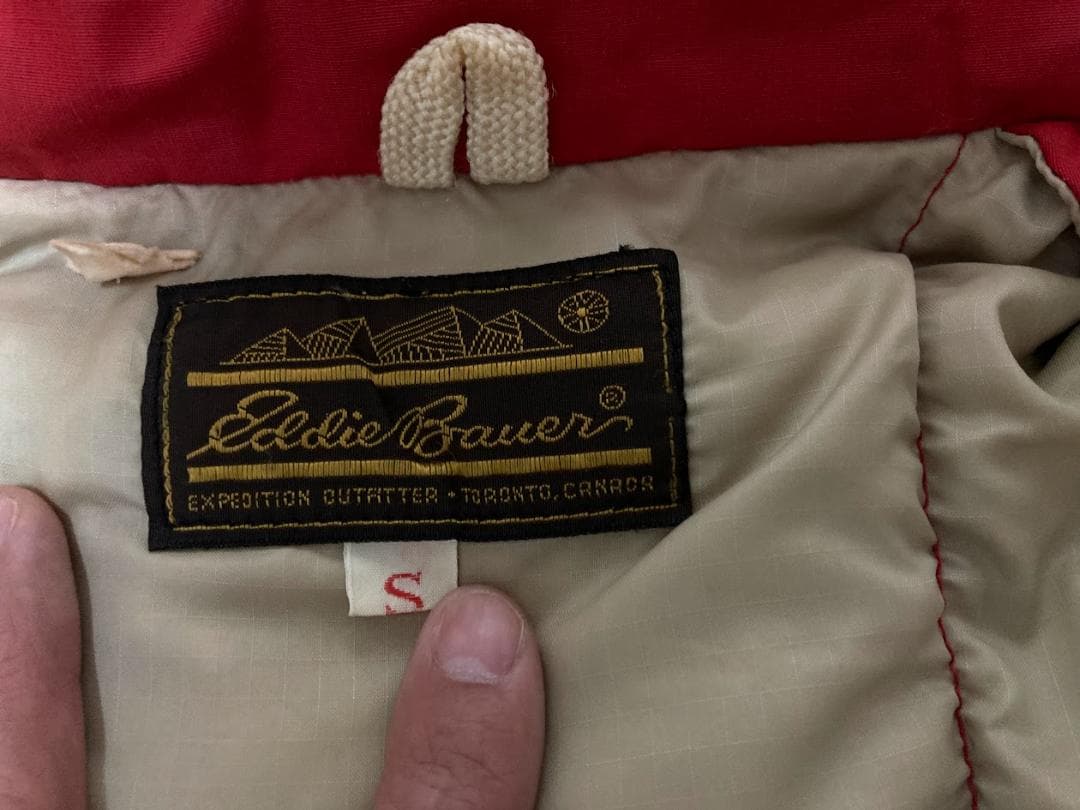 Eddie Bauer®
EXPEDITION OUTFITTER • TORONTO, CANADA
S